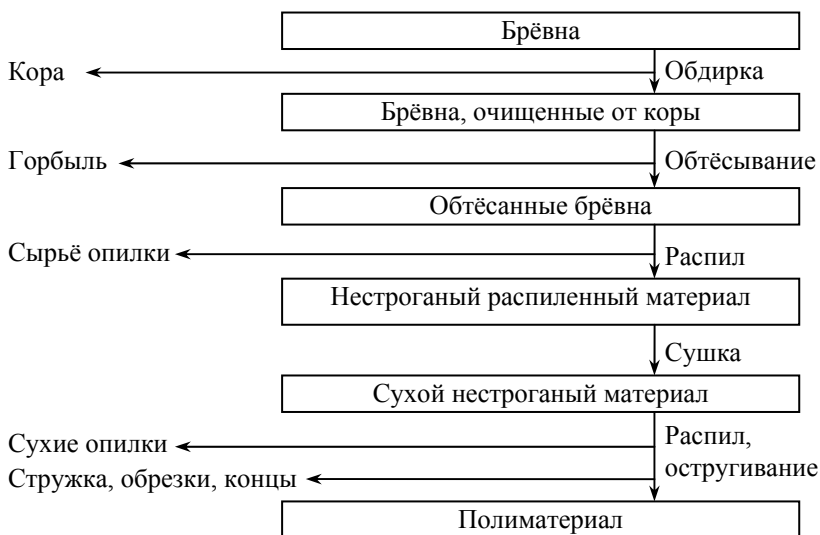 Брёвна
Кора
Обдирка
Брёвна, очищенные от коры
Горбыль
Обтёсывание
Обтёсанные брёвна
Сырьё опилки
Распил
Нестроганый распиленный материал
Сушка
Сухой нестроганый материал
Сухие опилки
Распил,
остругивание
Стружка, обрезки, концы
Полиматериал